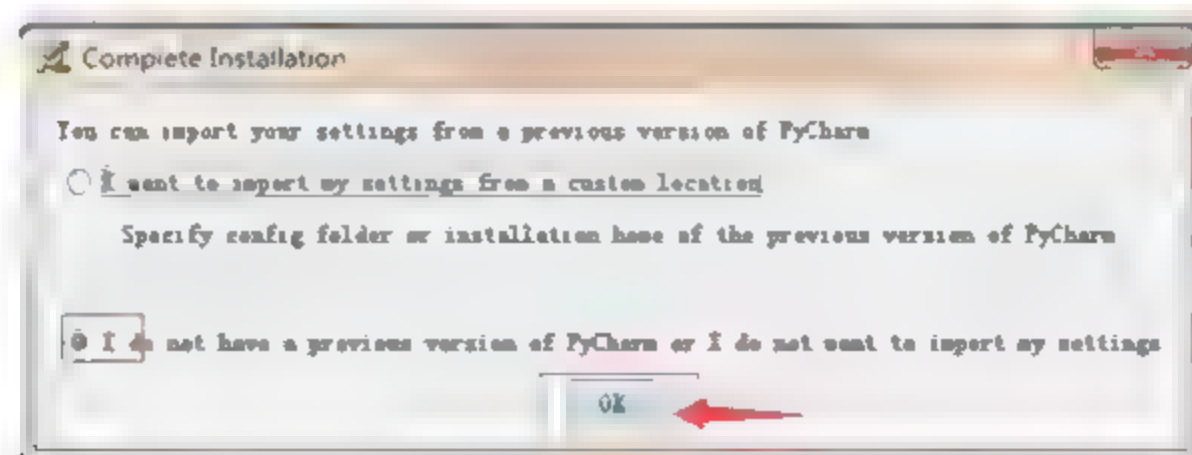 Complete Installation
You can import your settings from a previous version of PyCharm
I want to import my settings from a custom location
Specify config folder or installation home of the previous version of PyCharm
I do not have a previous version of PyCharm or I do not want to import my settings
OK